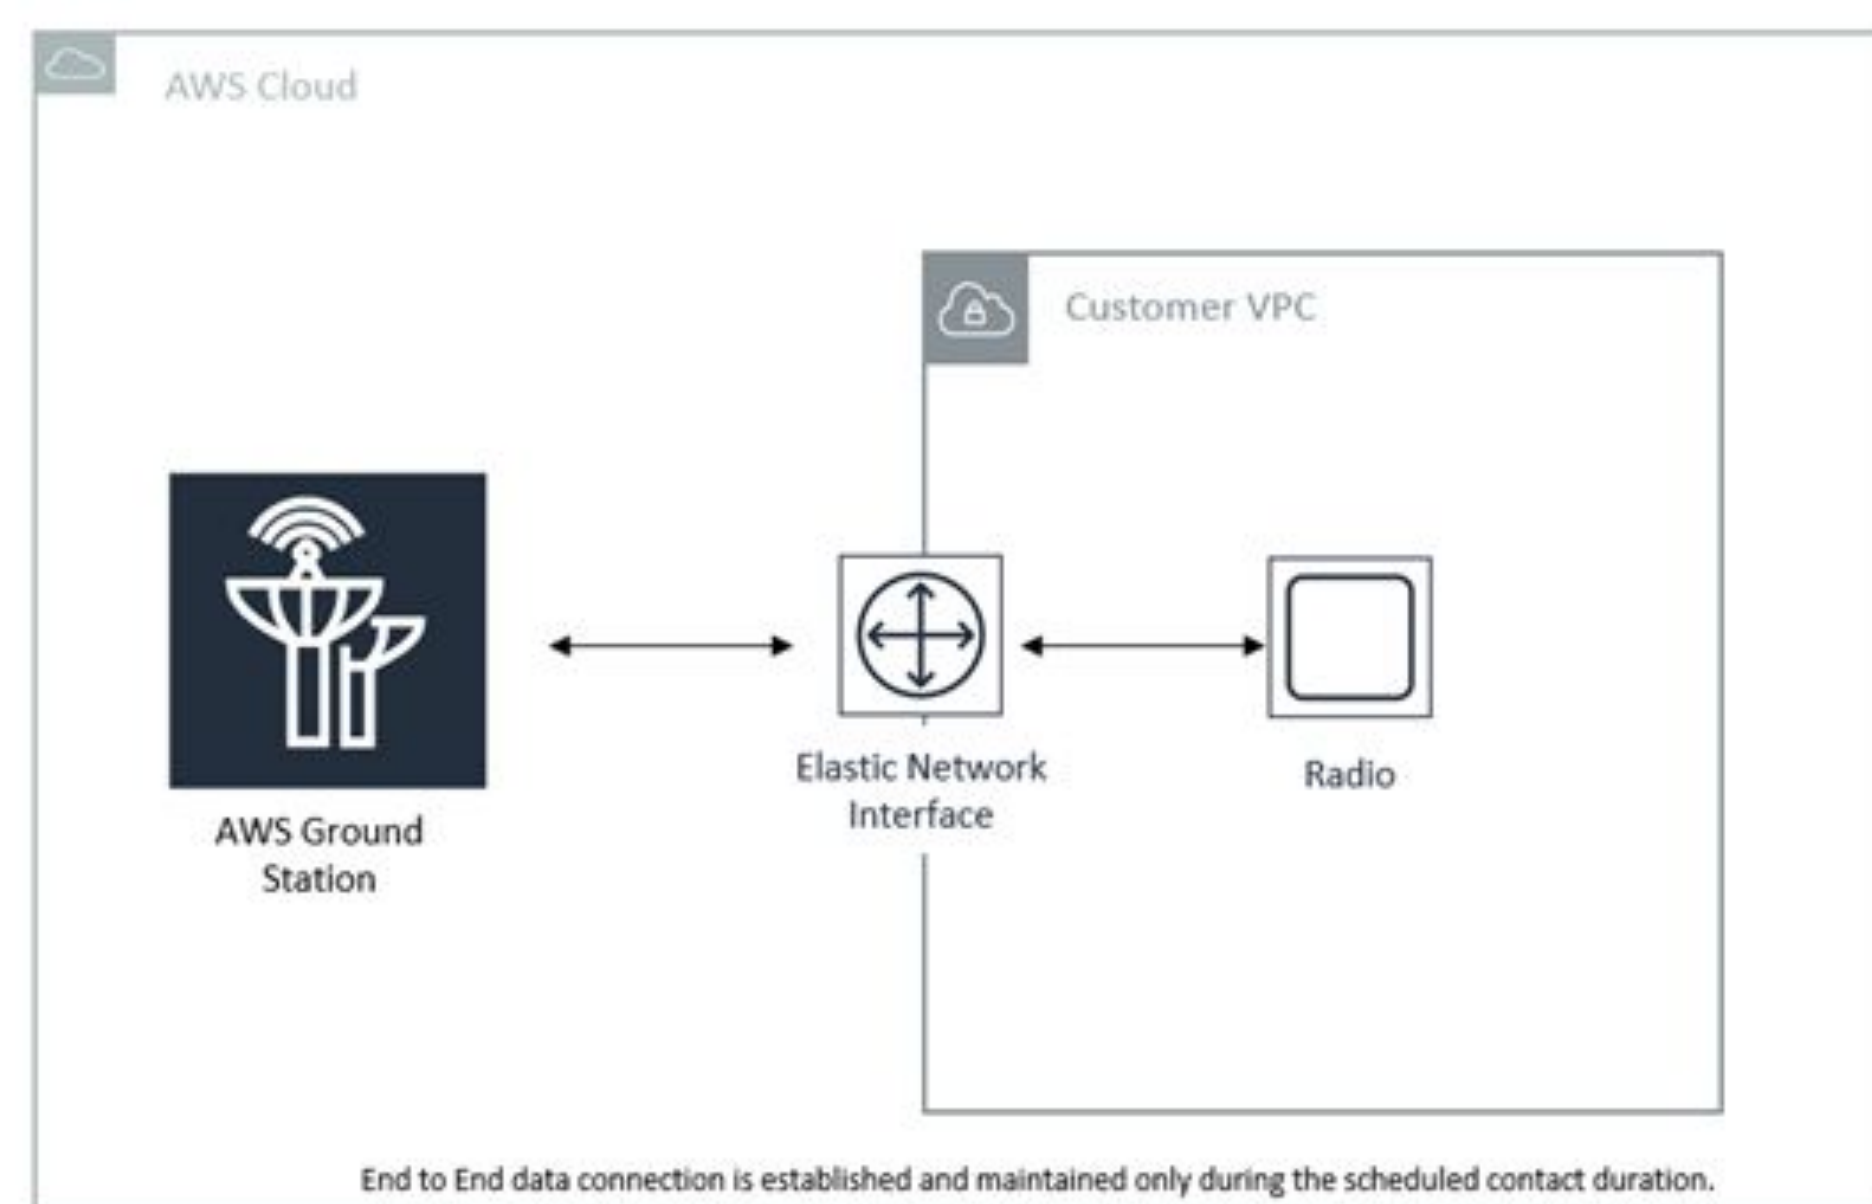 AWS Cloud
Customer VPC
Elastic Network
Interface
Radio
AWS Ground
Station
End to End data connection is established and maintained only during the scheduled contact duration.